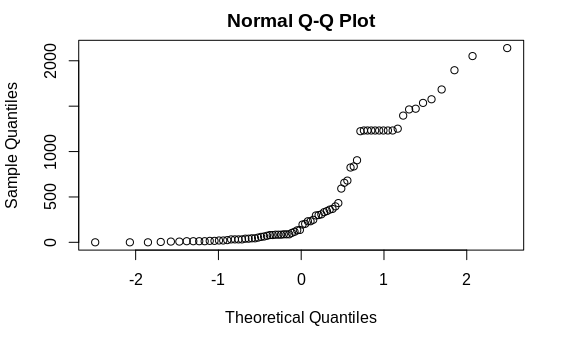 Normal Q-Q Plot
Sample Quantiles
2000
1000
500
0
-2 -1 0 1 2
Theoretical Quantiles